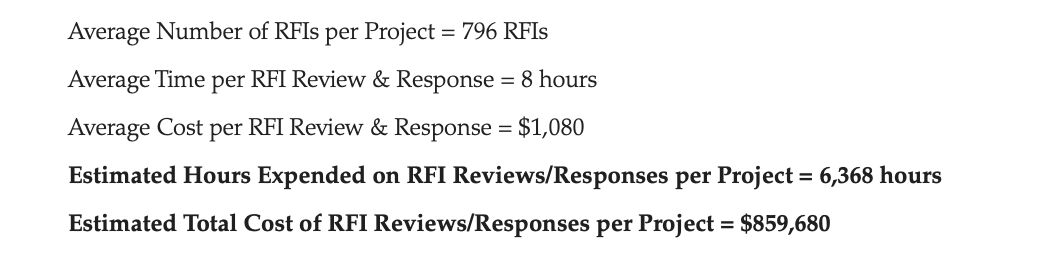 Average Number of RFIs per Project = 796 RFIs
Average Time per RFI Review & Response = 8 hours
Average Cost per RFI Review & Response = $1,080
Estimated Hours Expended on RFI Reviews/Responses per Project = 6,368 hours
Estimated Total Cost of RFI Reviews/Responses per Project = $859,680